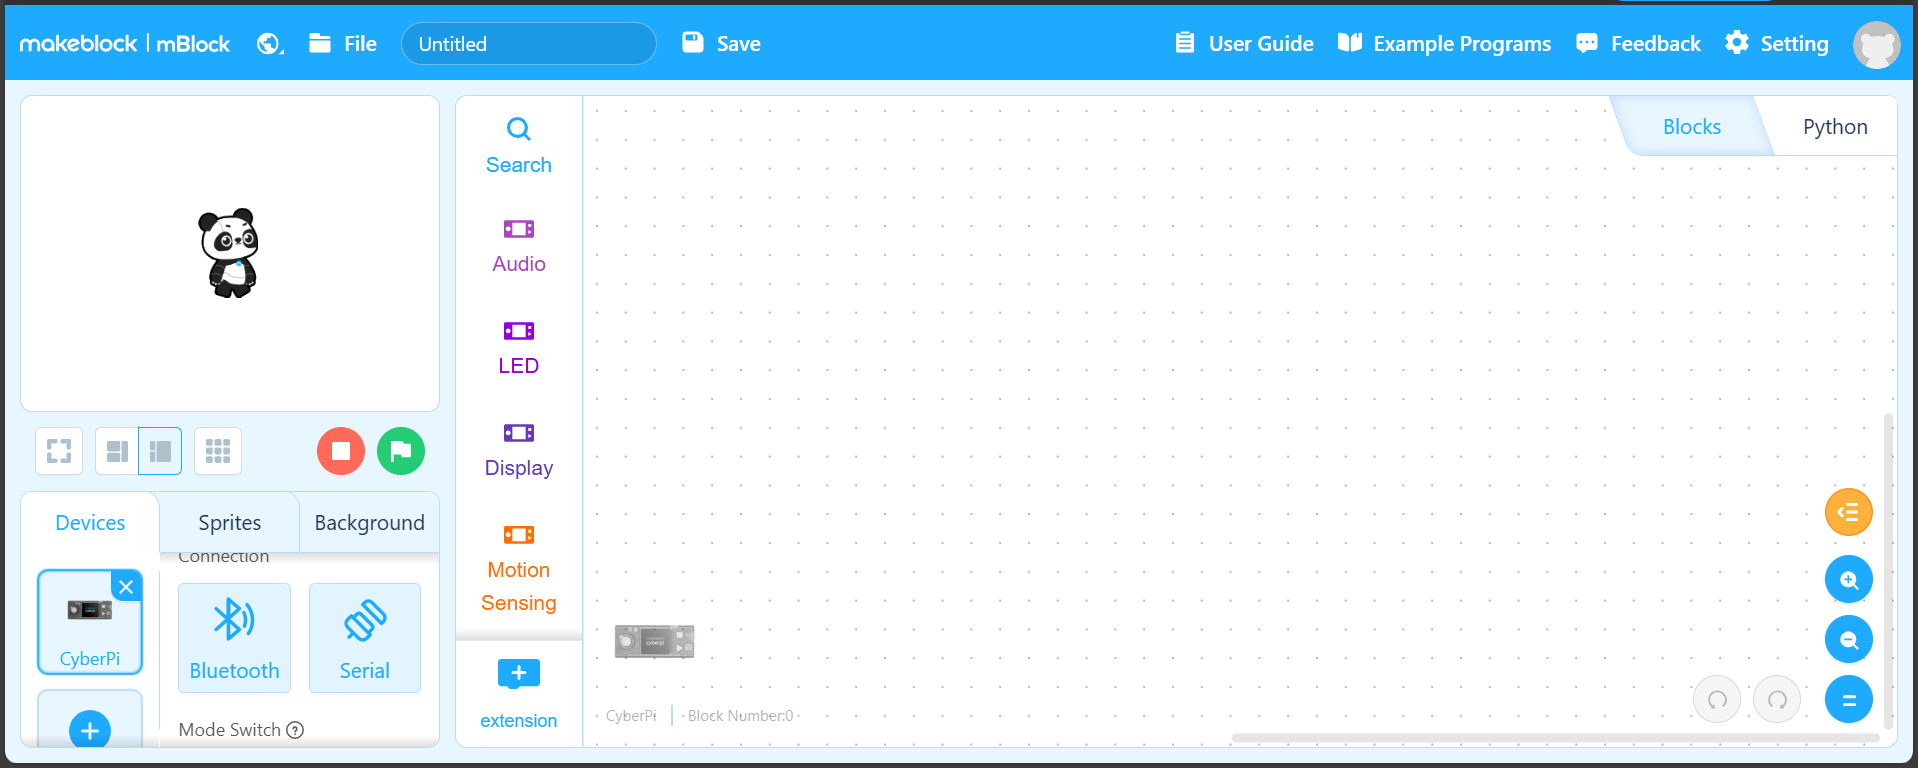 makeblock | mBlock
File
Untitled
Save
User Guide
Example Programs
Feedback
Setting
Search
Audio
LED
Display
Motion
Sensing
extension
Blocks
Python
Devices
Sprites
Background
Connection
CyberPi
Bluetooth
Serial
Mode Switch
CyberPi
Block Number:0